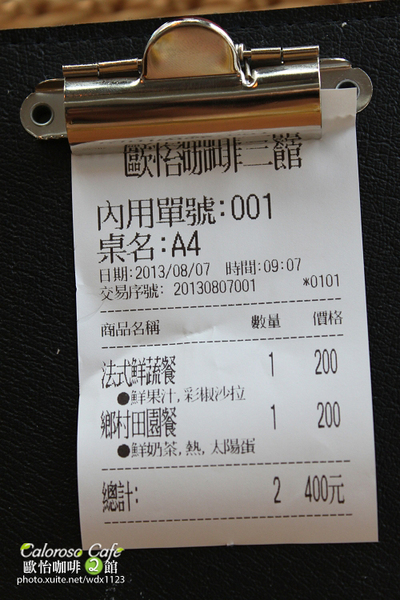 歐怡咖啡二館
內用單號:001
桌名:A4
日期:2013/08/07 時間:09:07
交易序號: 20130807001 *0101
商品名稱 數量 價格
法式鮮蔬餐 1 200
●鮮果汁,彩椒沙拉
鄉村田園餐 1 200
●鮮奶茶,熱,太陽蛋
總計: 2 400元
Caloroso Cafe
歐怡咖啡2館
photo.xuite.net/wdx1123